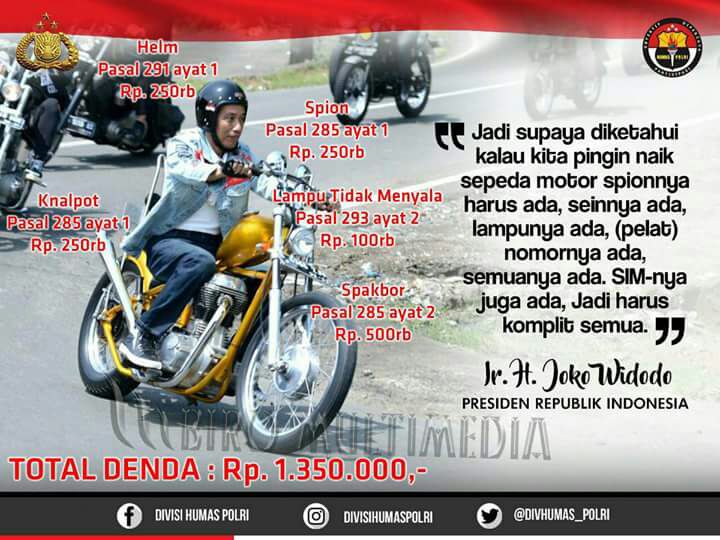 Helm
Pasal 291 ayat 1
Rp. 250rb
Spion
Pasal 285 ayat 1
Rp. 250rb
Knalpot
Pasal 285 ayat 1
Rp. 250rb
Lampu Tidak Menyala
Pasal 293 ayat 2
Rp. 100rb
Spakbor
Pasal 285 ayat 2
Rp. 500rb
HUMAS POLRI
" Jadi supaya diketahui
kalau kita pingin naik
sepeda motor spionnya
harus ada, seinnya ada,
lampunya ada, (pelat)
nomornya ada,
semuanya ada. SIM-nya
juga ada, Jadi harus
komplit semua. "
Ir. H. Joko Widodo
PRESIDEN REPUBLIK INDONESIA
BIRO MULTIMEDIA
TOTAL DENDA : Rp. 1.350.000,-
DIVISI HUMAS POLRI
DIVISIHUMASPOLRI
@DIVHUMAS_POLRI